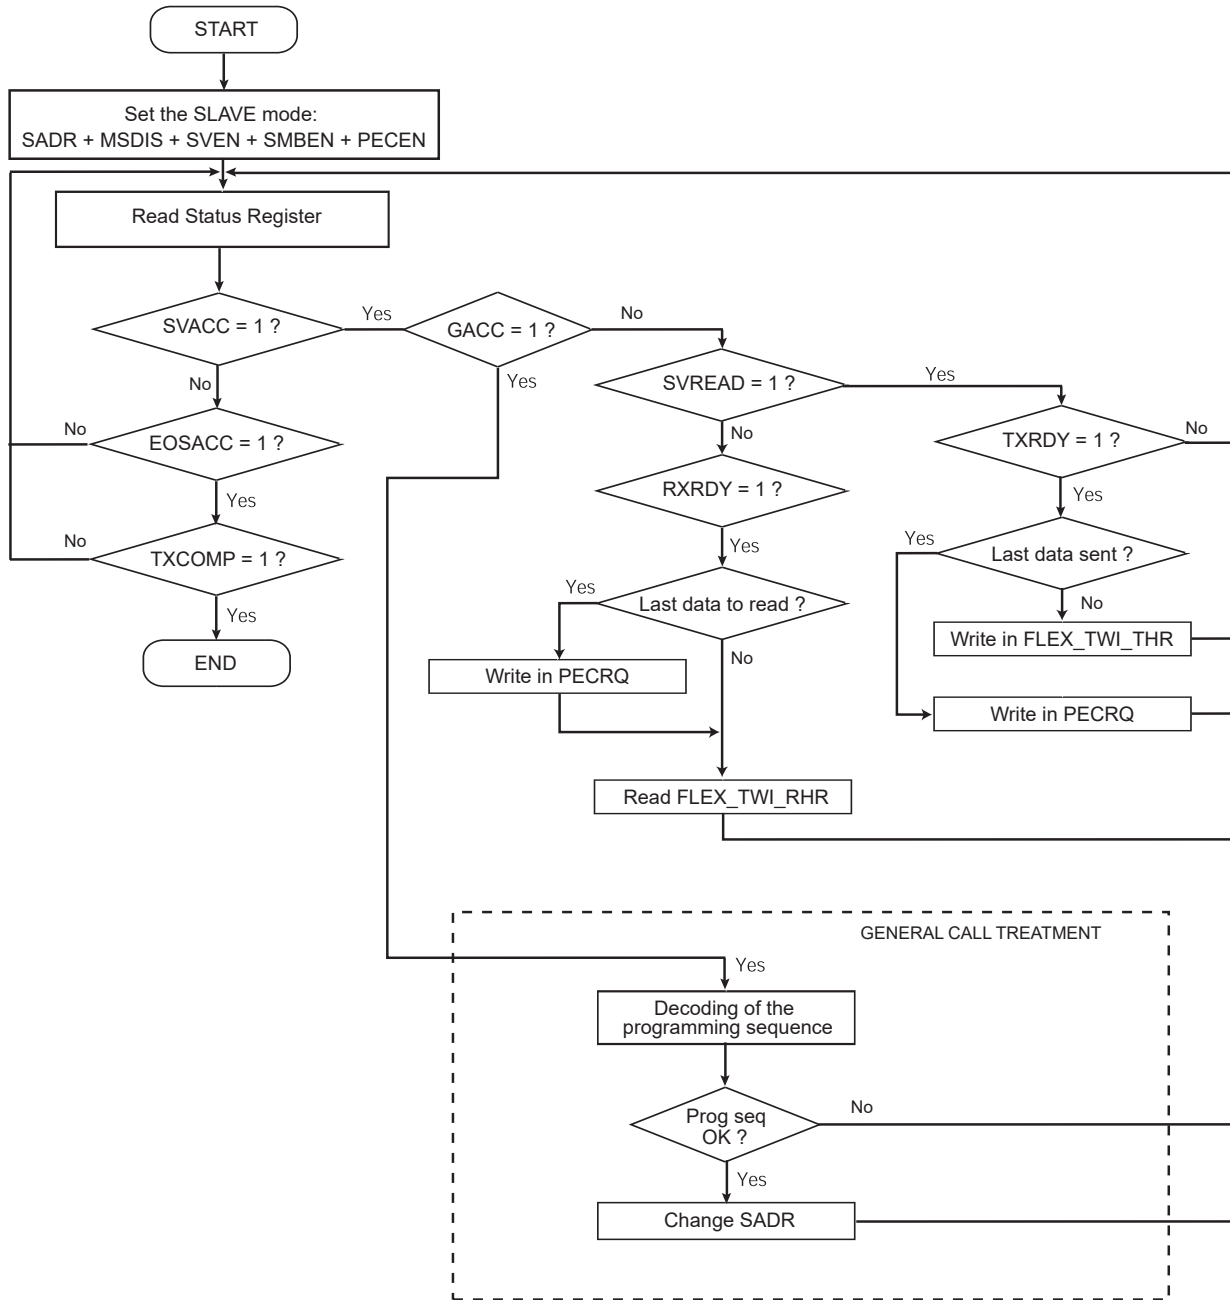 START
Set the SLAVE mode:
SADR + MSDIS + SVEN + SMBEN + PECEN
Read Status Register
SVACC = 1 ?
Yes
GACC = 1 ?
No
No
Yes
SVREAD = 1 ?
Yes
No
EOSACC = 1 ?
Yes
No
TXCOMP = 1 ?
Yes
END
No
RXRDY = 1 ?
Yes
Last data to read ?
Yes
No
Write in PECRQ
Read FLEX_TWI_RHR
TXRDY = 1 ?
No
Yes
Last data sent ?
Yes
No
Write in FLEX_TWI_THR
Write in PECRQ
GENERAL CALL TREATMENT
Yes
Decoding of the
programming sequence
Prog seq
OK ?
No
Yes
Change SADR